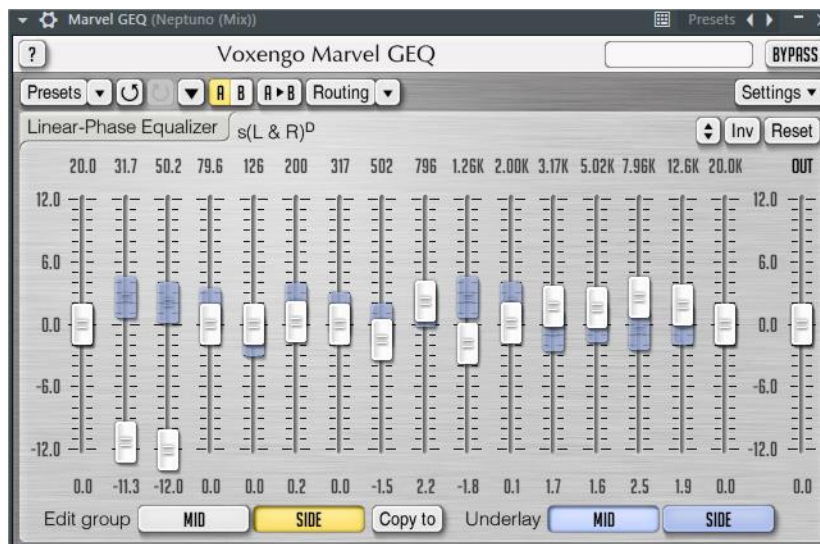 Marvel GEQ (Neptuno (Mix)) Presets
? Voxengo Marvel GEQ BYPASS
Presets A B A▸B Routing Settings
Linear-Phase Equalizer s(L & R)ᴰ Inv Reset
20.0 31.7 50.2 79.6 126 200 317 502 796 1.26K 2.00K 3.17K 5.02K 7.96K 12.6K 20.0K OUT
12.0 12.0
6.0 6.0
0.0 0.0
-6.0 -6.0
-12.0 -12.0
0.0 -11.3 -12.0 0.0 0.0 0.2 0.0 -1.5 2.2 -1.8 0.1 1.7 1.6 2.5 1.9 0.0 0.0
Edit group MID SIDE Copy to Underlay MID SIDE